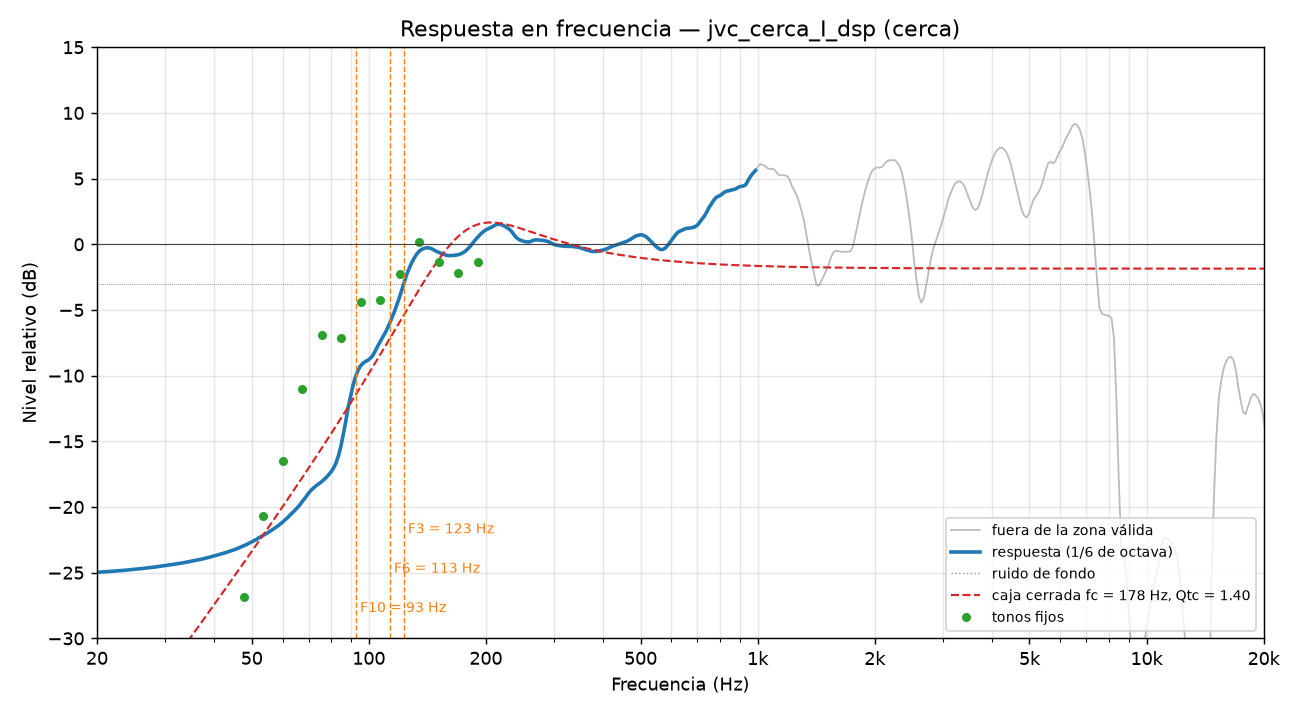 Respuesta en frecuencia — jvc_cerca_I_dsp (cerca)
Nivel relativo (dB)
15
10
5
0
−5
−10
−15
−20
−25
−30
F3 = 123 Hz
F6 = 113 Hz
F10 = 93 Hz
fuera de la zona válida
respuesta (1/6 de octava)
ruido de fondo
caja cerrada fc = 178 Hz, Qtc = 1.40
tonos fijos
20 50 100 200 500 1k 2k 5k 10k 20k
Frecuencia (Hz)